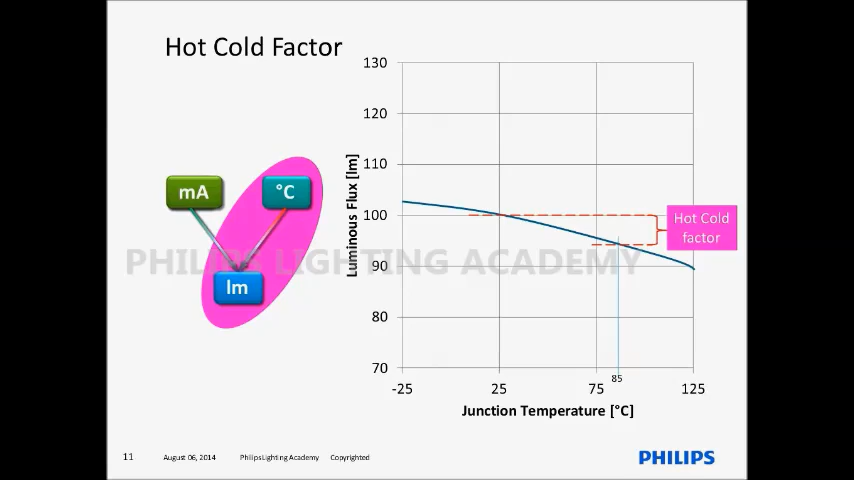 Hot Cold Factor
130
120
110
100
90
80
70
Luminous Flux [lm]
mA
°C
lm
Hot Cold
factor
PHILIPS LIGHTING ACADEMY
85
-25
25
75
125
Junction Temperature [°C]
11
August 06, 2014
PhilipsLighting Academy
Copyrighted
PHILIPS